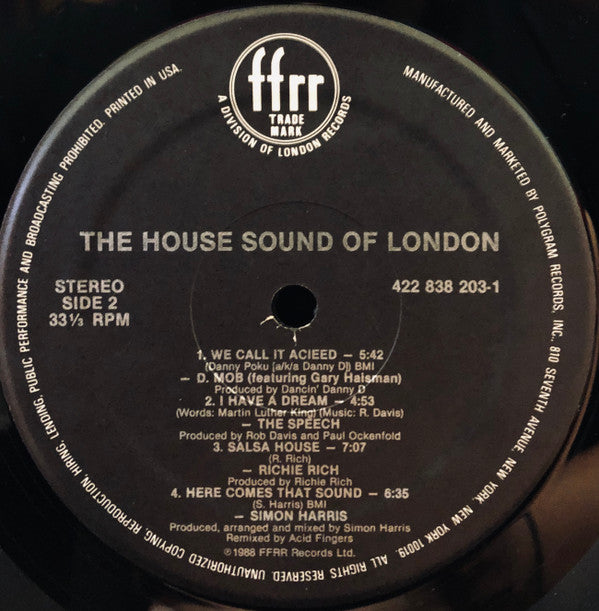 ffrr
TRADE
MARK
A DIVISION OF LONDON RECORDS
MANUFACTURED AND MARKETED BY POLYGRAM RECORDS, INC., 810 SEVENTH AVENUE, NEW YORK, NEW YORK 10019. ALL RIGHTS RESERVED. UNAUTHORIZED COPYING, REPRODUCTION, HIRING, LENDING, PUBLIC PERFORMANCE AND BROADCASTING PROHIBITED. PRINTED IN USA.
THE HOUSE SOUND OF LONDON
STEREO
SIDE 2
33⅓ RPM
422 838 203-1
1. WE CALL IT ACIEED – 5:42
(Danny Poku [a/k/a Danny D]) BMI
– D. MOB (featuring Gary Haisman)
Produced by Dancin' Danny D
2. I HAVE A DREAM – 4:53
(Words: Martin Luther King) (Music: R. Davis)
– THE SPEECH
Produced by Rob Davis and Paul Ockenfold
3. SALSA HOUSE – 7:07
(R. Rich)
– RICHIE RICH
Produced by Richie Rich
4. HERE COMES THAT SOUND – 6:35
(S. Harris) BMI
– SIMON HARRIS
Produced, arranged and mixed by Simon Harris
Remixed by Acid Fingers
℗1988 FFRR Records Ltd.